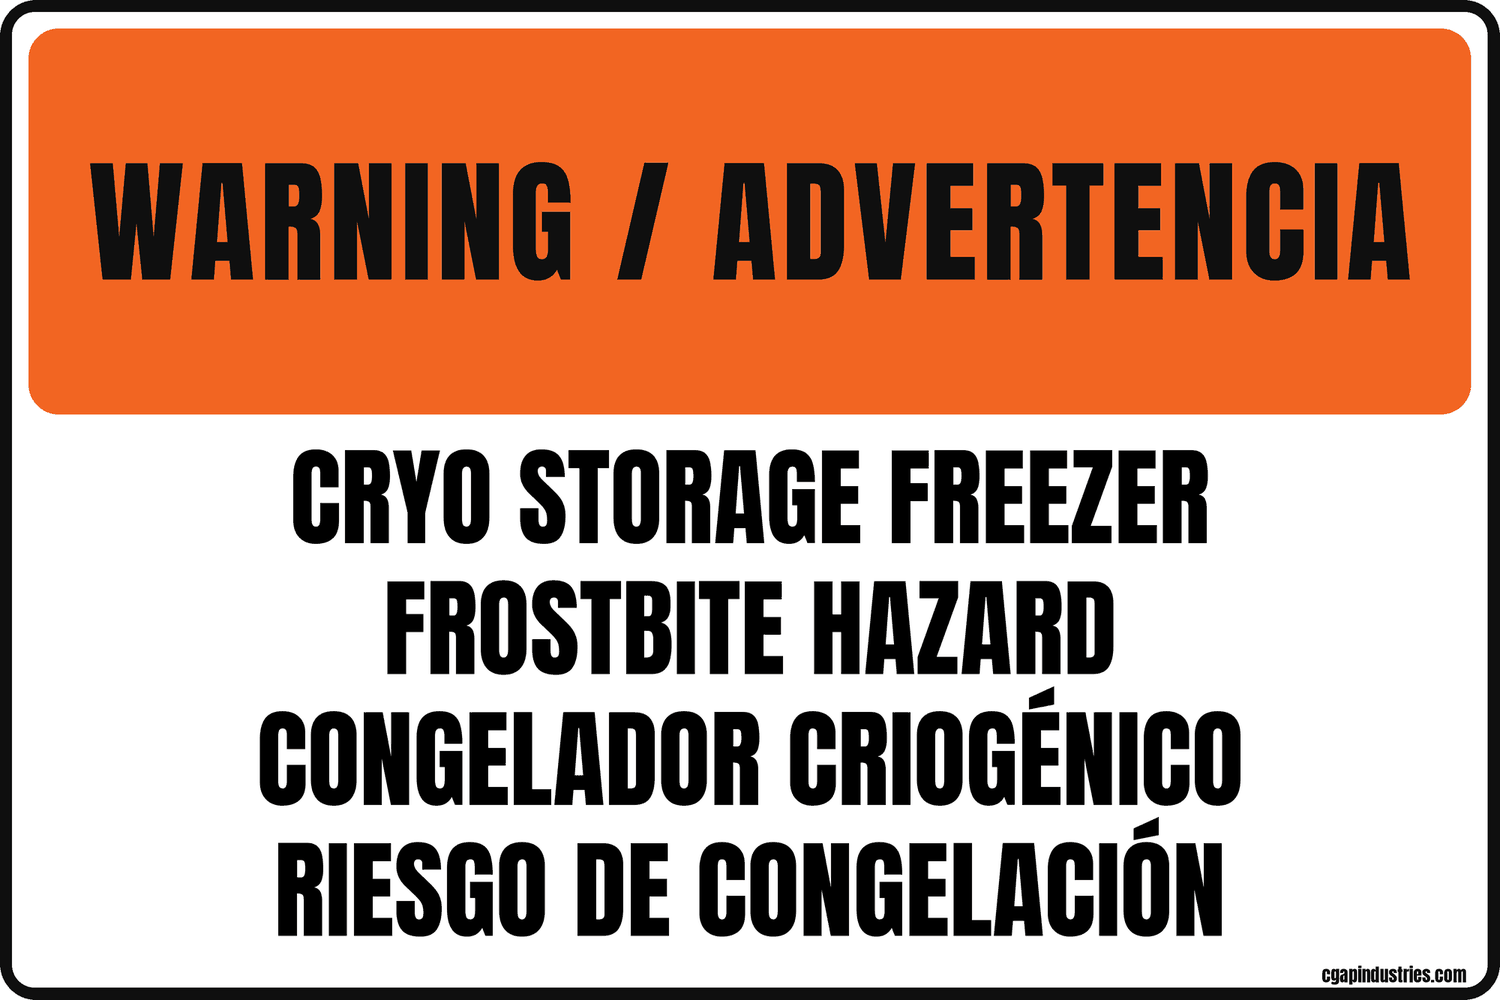 WARNING / ADVERTENCIA
CRYO STORAGE FREEZER
FROSTBITE HAZARD
CONGELADOR CRIOGÉNICO
RIESGO DE CONGELACIÓN
cgapindustries.com